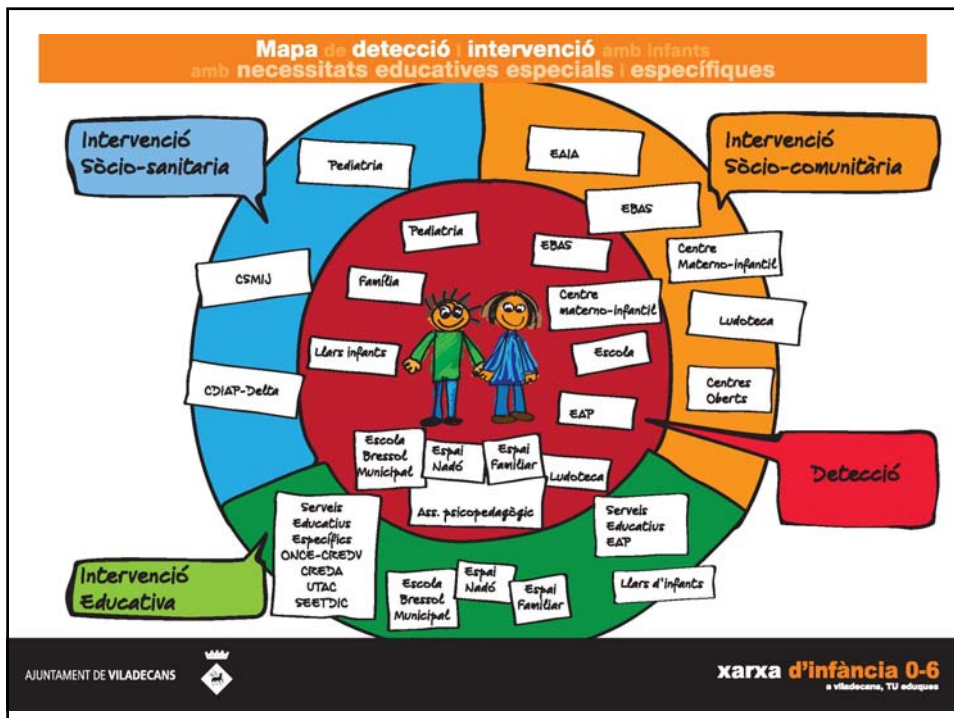 Mapa de detecció i intervenció amb infants
amb necessitats educatives especials i específiques
Intervenció
Sòcio-sanitaria
Pediatria
EAIA
Intervenció
Sòcio-comunitària
EBAS
Pediatria
EBAS
Centre
Materno-infantil
CSMIJ
Família
Centre
materno-infantil
Ludoteca
Llars infants
Escola
CDIAP-Delta
EAP
Centres
Oberts
Escola
Bressol
Municipal
Espai
Nadó
Espai
Familiar
Ludoteca
Detecció
Ass. psicopedagògic
Serveis
Educatius
Específics
ONCE-CREDV
CREDA
UTAC
SEETDIC
Serveis
Educatius
EAP
Intervenció
Educativa
Escola
Bressol
Municipal
Espai
Nadó
Espai
Familiar
Llars d'infants
AJUNTAMENT DE VILADECANS
xarxa d'infància 0-6
a viladecans, TU eduques